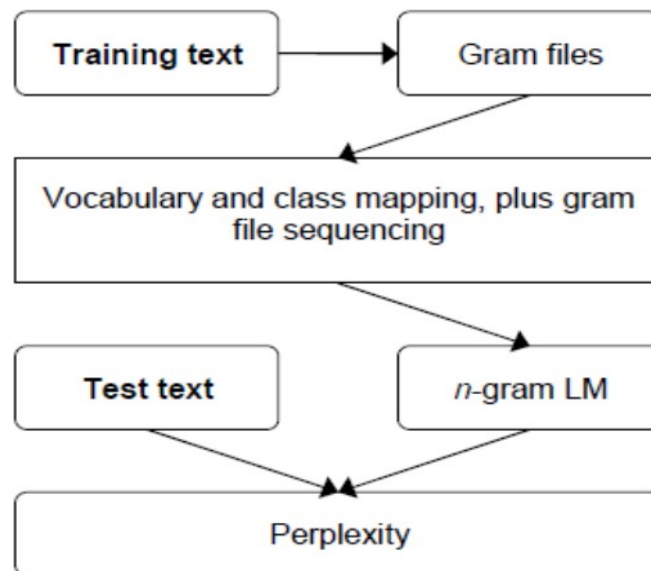 Training text
Gram files
Vocabulary and class mapping, plus gram
file sequencing
Test text
n-gram LM
Perplexity